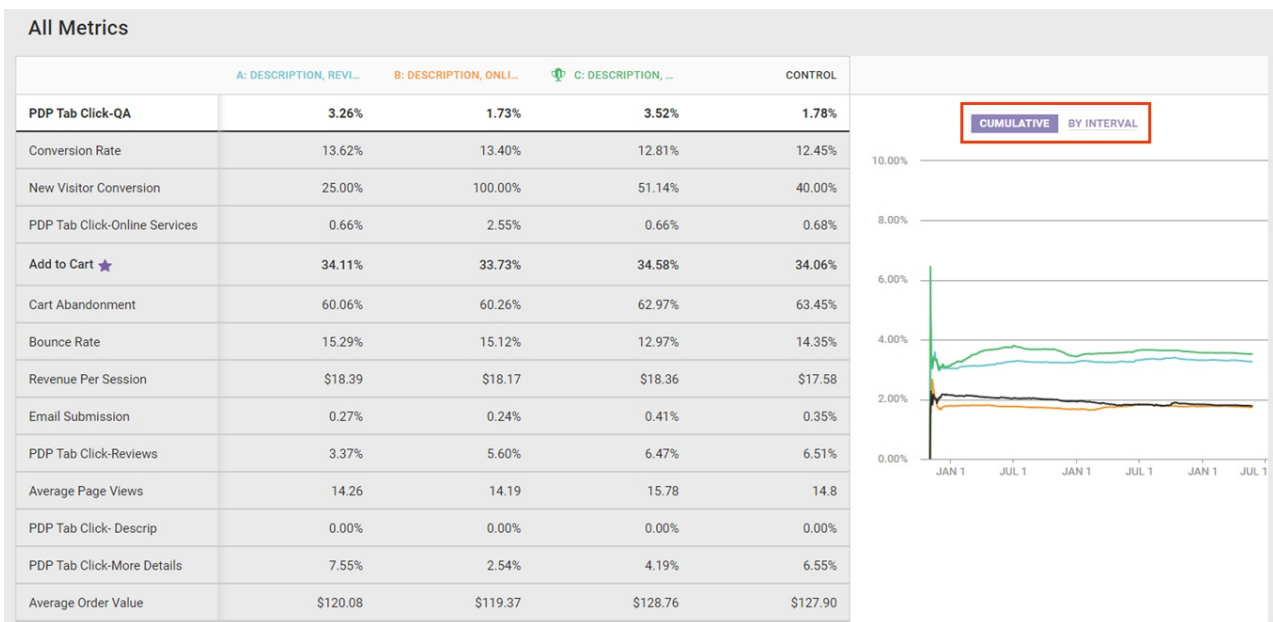 All Metrics
A: DESCRIPTION, REVI... B: DESCRIPTION, ONLI... C: DESCRIPTION, ... CONTROL
PDP Tab Click-QA 3.26% 1.73% 3.52% 1.78%
Conversion Rate 13.62% 13.40% 12.81% 12.45%
New Visitor Conversion 25.00% 100.00% 51.14% 40.00%
PDP Tab Click-Online Services 0.66% 2.55% 0.66% 0.68%
Add to Cart 34.11% 33.73% 34.58% 34.06%
Cart Abandonment 60.06% 60.26% 62.97% 63.45%
Bounce Rate 15.29% 15.12% 12.97% 14.35%
Revenue Per Session $18.39 $18.17 $18.36 $17.58
Email Submission 0.27% 0.24% 0.41% 0.35%
PDP Tab Click-Reviews 3.37% 5.60% 6.47% 6.51%
Average Page Views 14.26 14.19 15.78 14.8
PDP Tab Click- Descrip 0.00% 0.00% 0.00% 0.00%
PDP Tab Click-More Details 7.55% 2.54% 4.19% 6.55%
Average Order Value $120.08 $119.37 $128.76 $127.90
CUMULATIVE BY INTERVAL
10.00%
8.00%
6.00%
4.00%
2.00%
0.00%
JAN 1 JUL 1 JAN 1 JUL 1 JAN 1 JUL 1